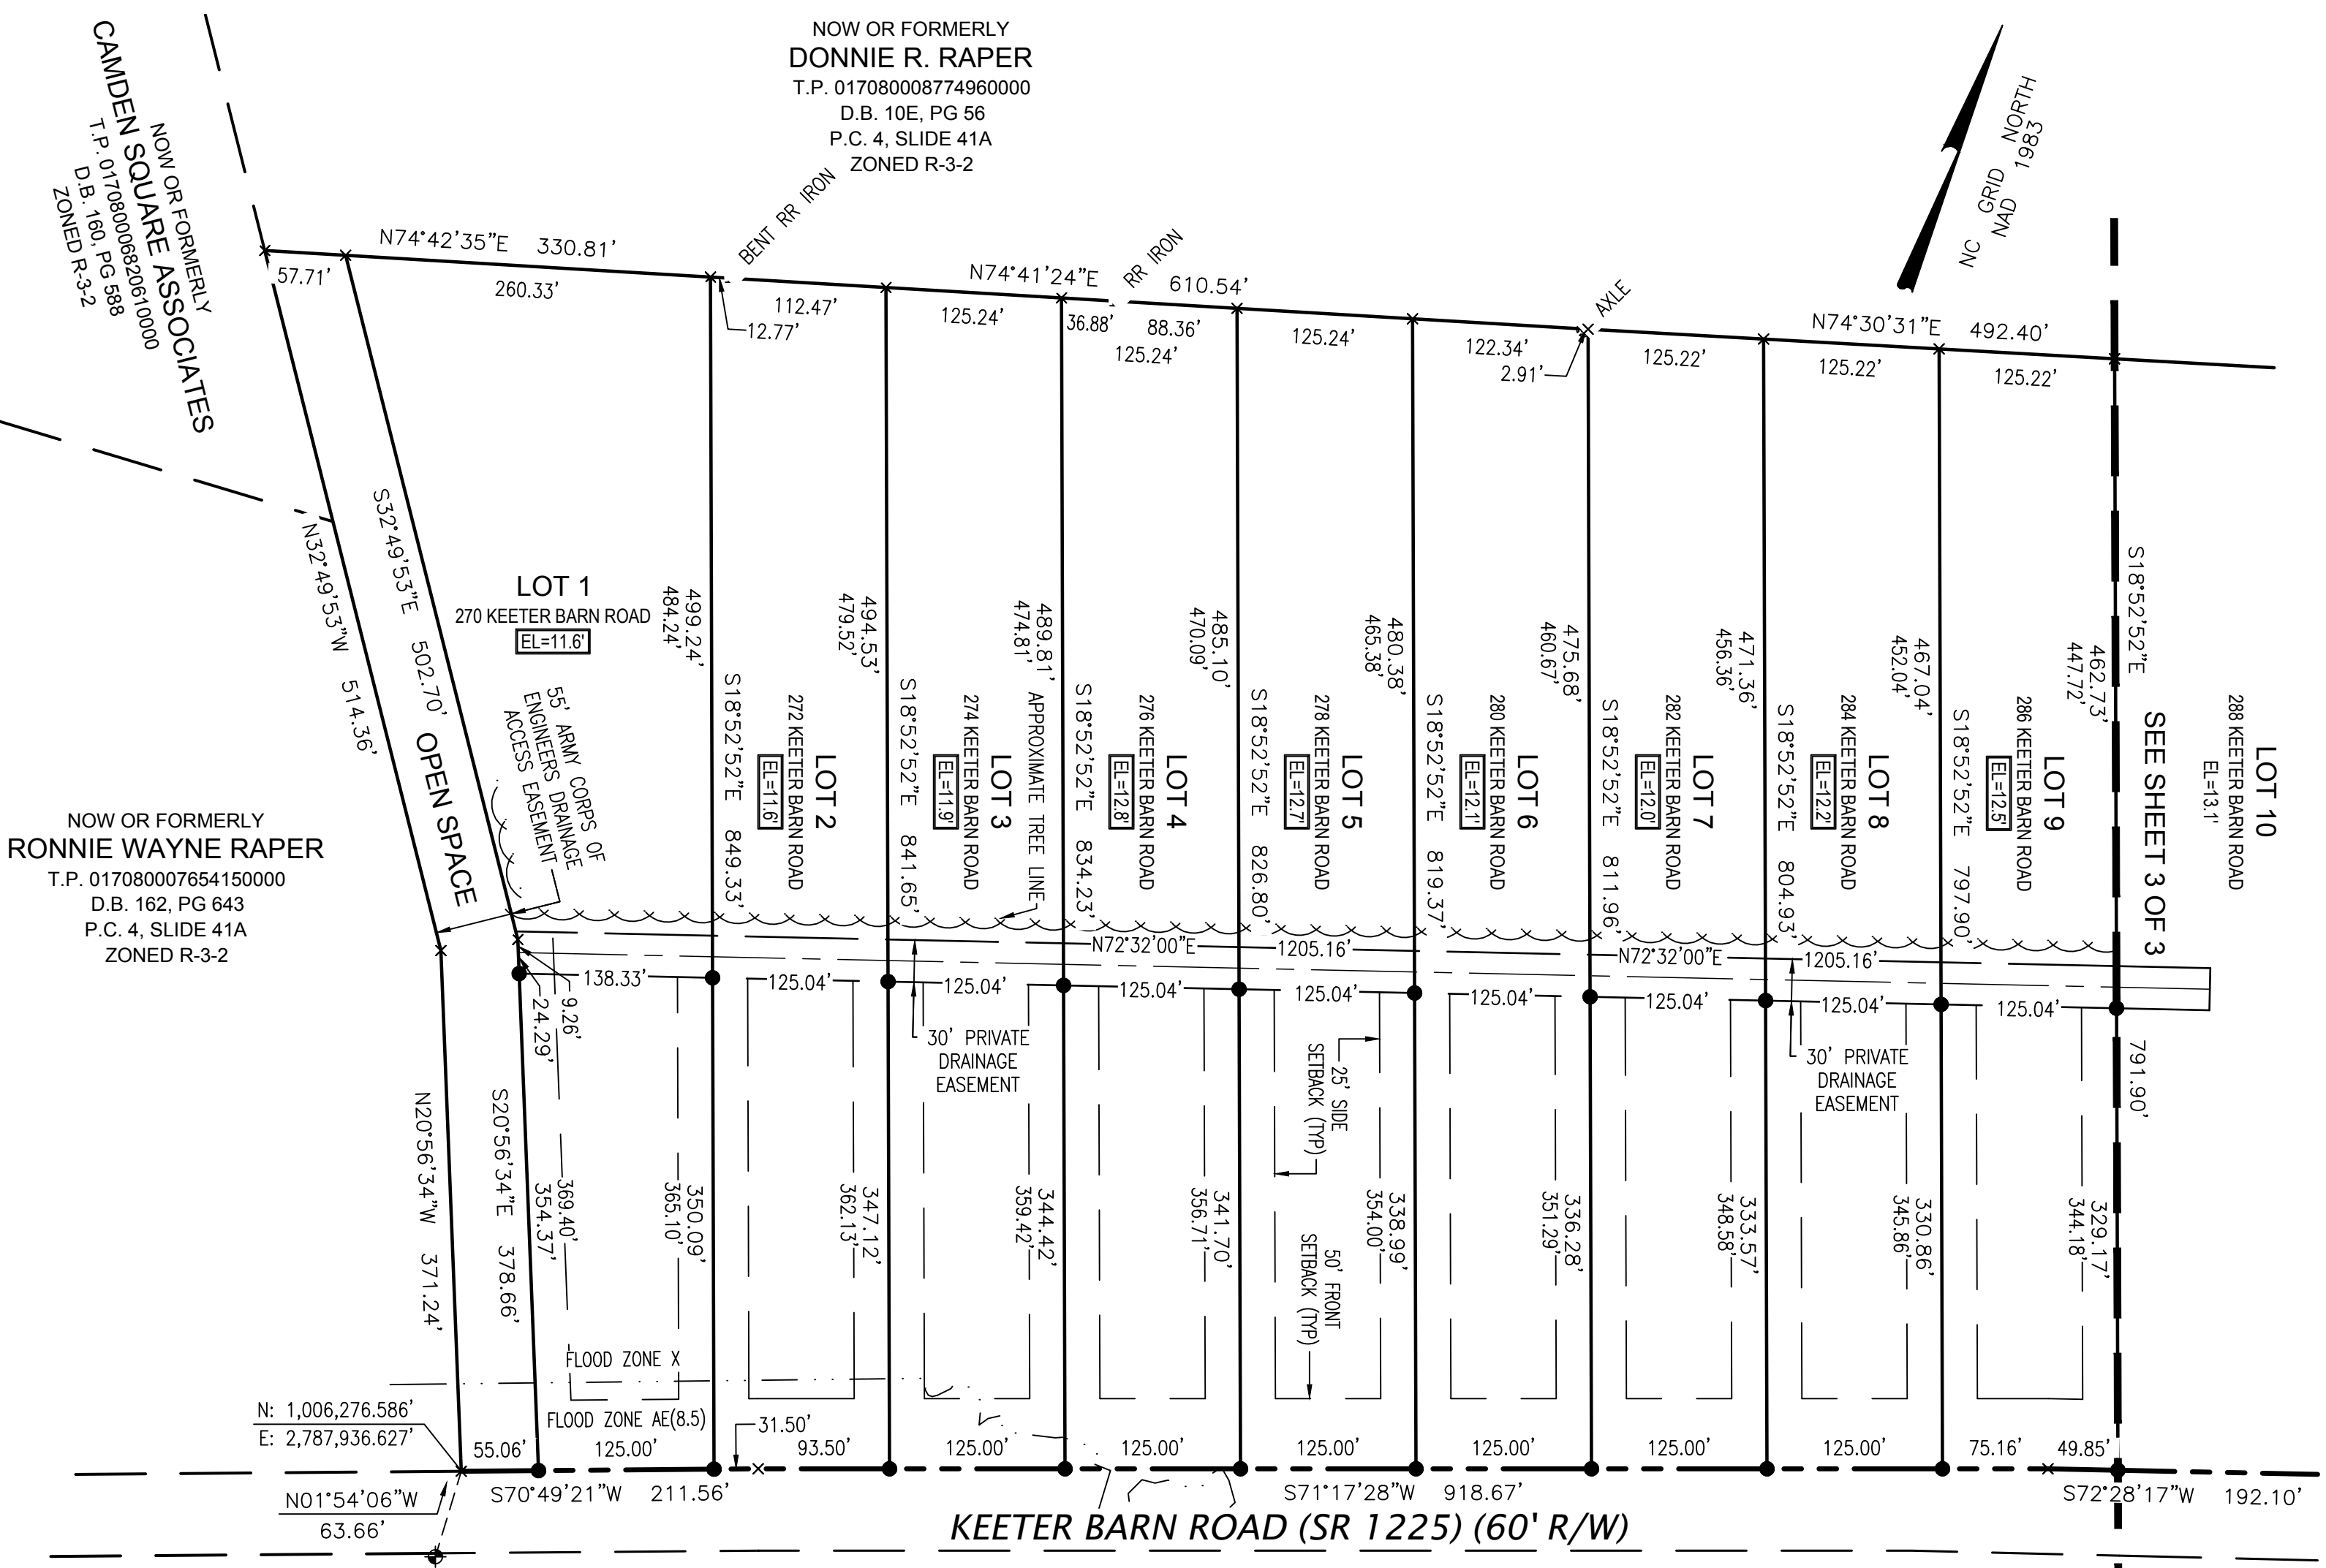 NOW OR FORMERLY
DONNIE R. RAPER
T.P. 017080008774960000
D.B. 10E, PG 56
P.C. 4, SLIDE 41A
ZONED R-3-2
NOW OR FORMERLY
CAMDEN SQUARE ASSOCIATES
T.P. 017080006820610000
D.B. 160, PG 588
ZONED R-3-2
NC GRID NORTH
NAD 1983
BENT RR IRON
RR IRON
AXLE
N74°42'35"E 330.81'
N74°41'24"E 610.54'
N74°30'31"E 492.40'
57.71'
260.33'
112.47'
12.77'
125.24'
36.88'
88.36'
125.24'
125.24'
122.34'
2.91'
125.22'
125.22'
125.22'
N32°49'53"W 514.36'
S32°49'53"E 502.70'
OPEN SPACE
LOT 1
270 KEETER BARN ROAD
EL=11.6'
55' ARMY CORPS OF
ENGINEERS DRAINAGE
ACCESS EASEMENT
499.24'
484.24'
S18°52'52"E 849.33'
LOT 2
272 KEETER BARN ROAD
EL=11.6'
494.53'
479.52'
S18°52'52"E 841.65'
LOT 3
274 KEETER BARN ROAD
EL=11.9'
APPROXIMATE TREE LINE
489.81'
474.81'
S18°52'52"E 834.23'
LOT 4
276 KEETER BARN ROAD
EL=12.8'
485.10'
470.09'
S18°52'52"E 826.80'
LOT 5
278 KEETER BARN ROAD
EL=12.7'
480.38'
465.38'
S18°52'52"E 819.37'
LOT 6
280 KEETER BARN ROAD
EL=12.1'
475.68'
460.67'
S18°52'52"E 811.96'
LOT 7
282 KEETER BARN ROAD
EL=12.0'
471.36'
456.36'
S18°52'52"E 804.93'
LOT 8
284 KEETER BARN ROAD
EL=12.2'
467.04'
452.04'
S18°52'52"E 797.90'
LOT 9
286 KEETER BARN ROAD
EL=12.5'
462.73'
447.72'
S18°52'52"E
791.90'
SEE SHEET 3 OF 3
LOT 10
288 KEETER BARN ROAD
EL=13.1'
NOW OR FORMERLY
RONNIE WAYNE RAPER
T.P. 017080007654150000
D.B. 162, PG 643
P.C. 4, SLIDE 41A
ZONED R-3-2
N72°32'00"E 1205.16'
N72°32'00"E 1205.16'
138.33'
125.04'
125.04'
125.04'
125.04'
125.04'
125.04'
125.04'
125.04'
9.26'
24.29'
30' PRIVATE
DRAINAGE
EASEMENT
30' PRIVATE
DRAINAGE
EASEMENT
25' SIDE
SETBACK (TYP)
50' FRONT
SETBACK (TYP)
N20°56'34"W 371.24'
S20°56'34"E 378.66'
369.40'
354.37'
350.09'
365.10'
347.12'
362.13'
344.42'
359.42'
341.70'
356.71'
338.99'
354.00'
336.28'
351.29'
333.57'
348.58'
330.86'
345.86'
329.17'
344.18'
FLOOD ZONE X
FLOOD ZONE AE(8.5)
N: 1,006,276.586'
E: 2,787,936.627'
55.06'
125.00'
31.50'
93.50'
125.00'
125.00'
125.00'
125.00'
125.00'
125.00'
75.16'
49.85'
N01°54'06"W
63.66'
S70°49'21"W 211.56'
S71°17'28"W 918.67'
S72°28'17"W 192.10'
KEETER BARN ROAD (SR 1225) (60' R/W)